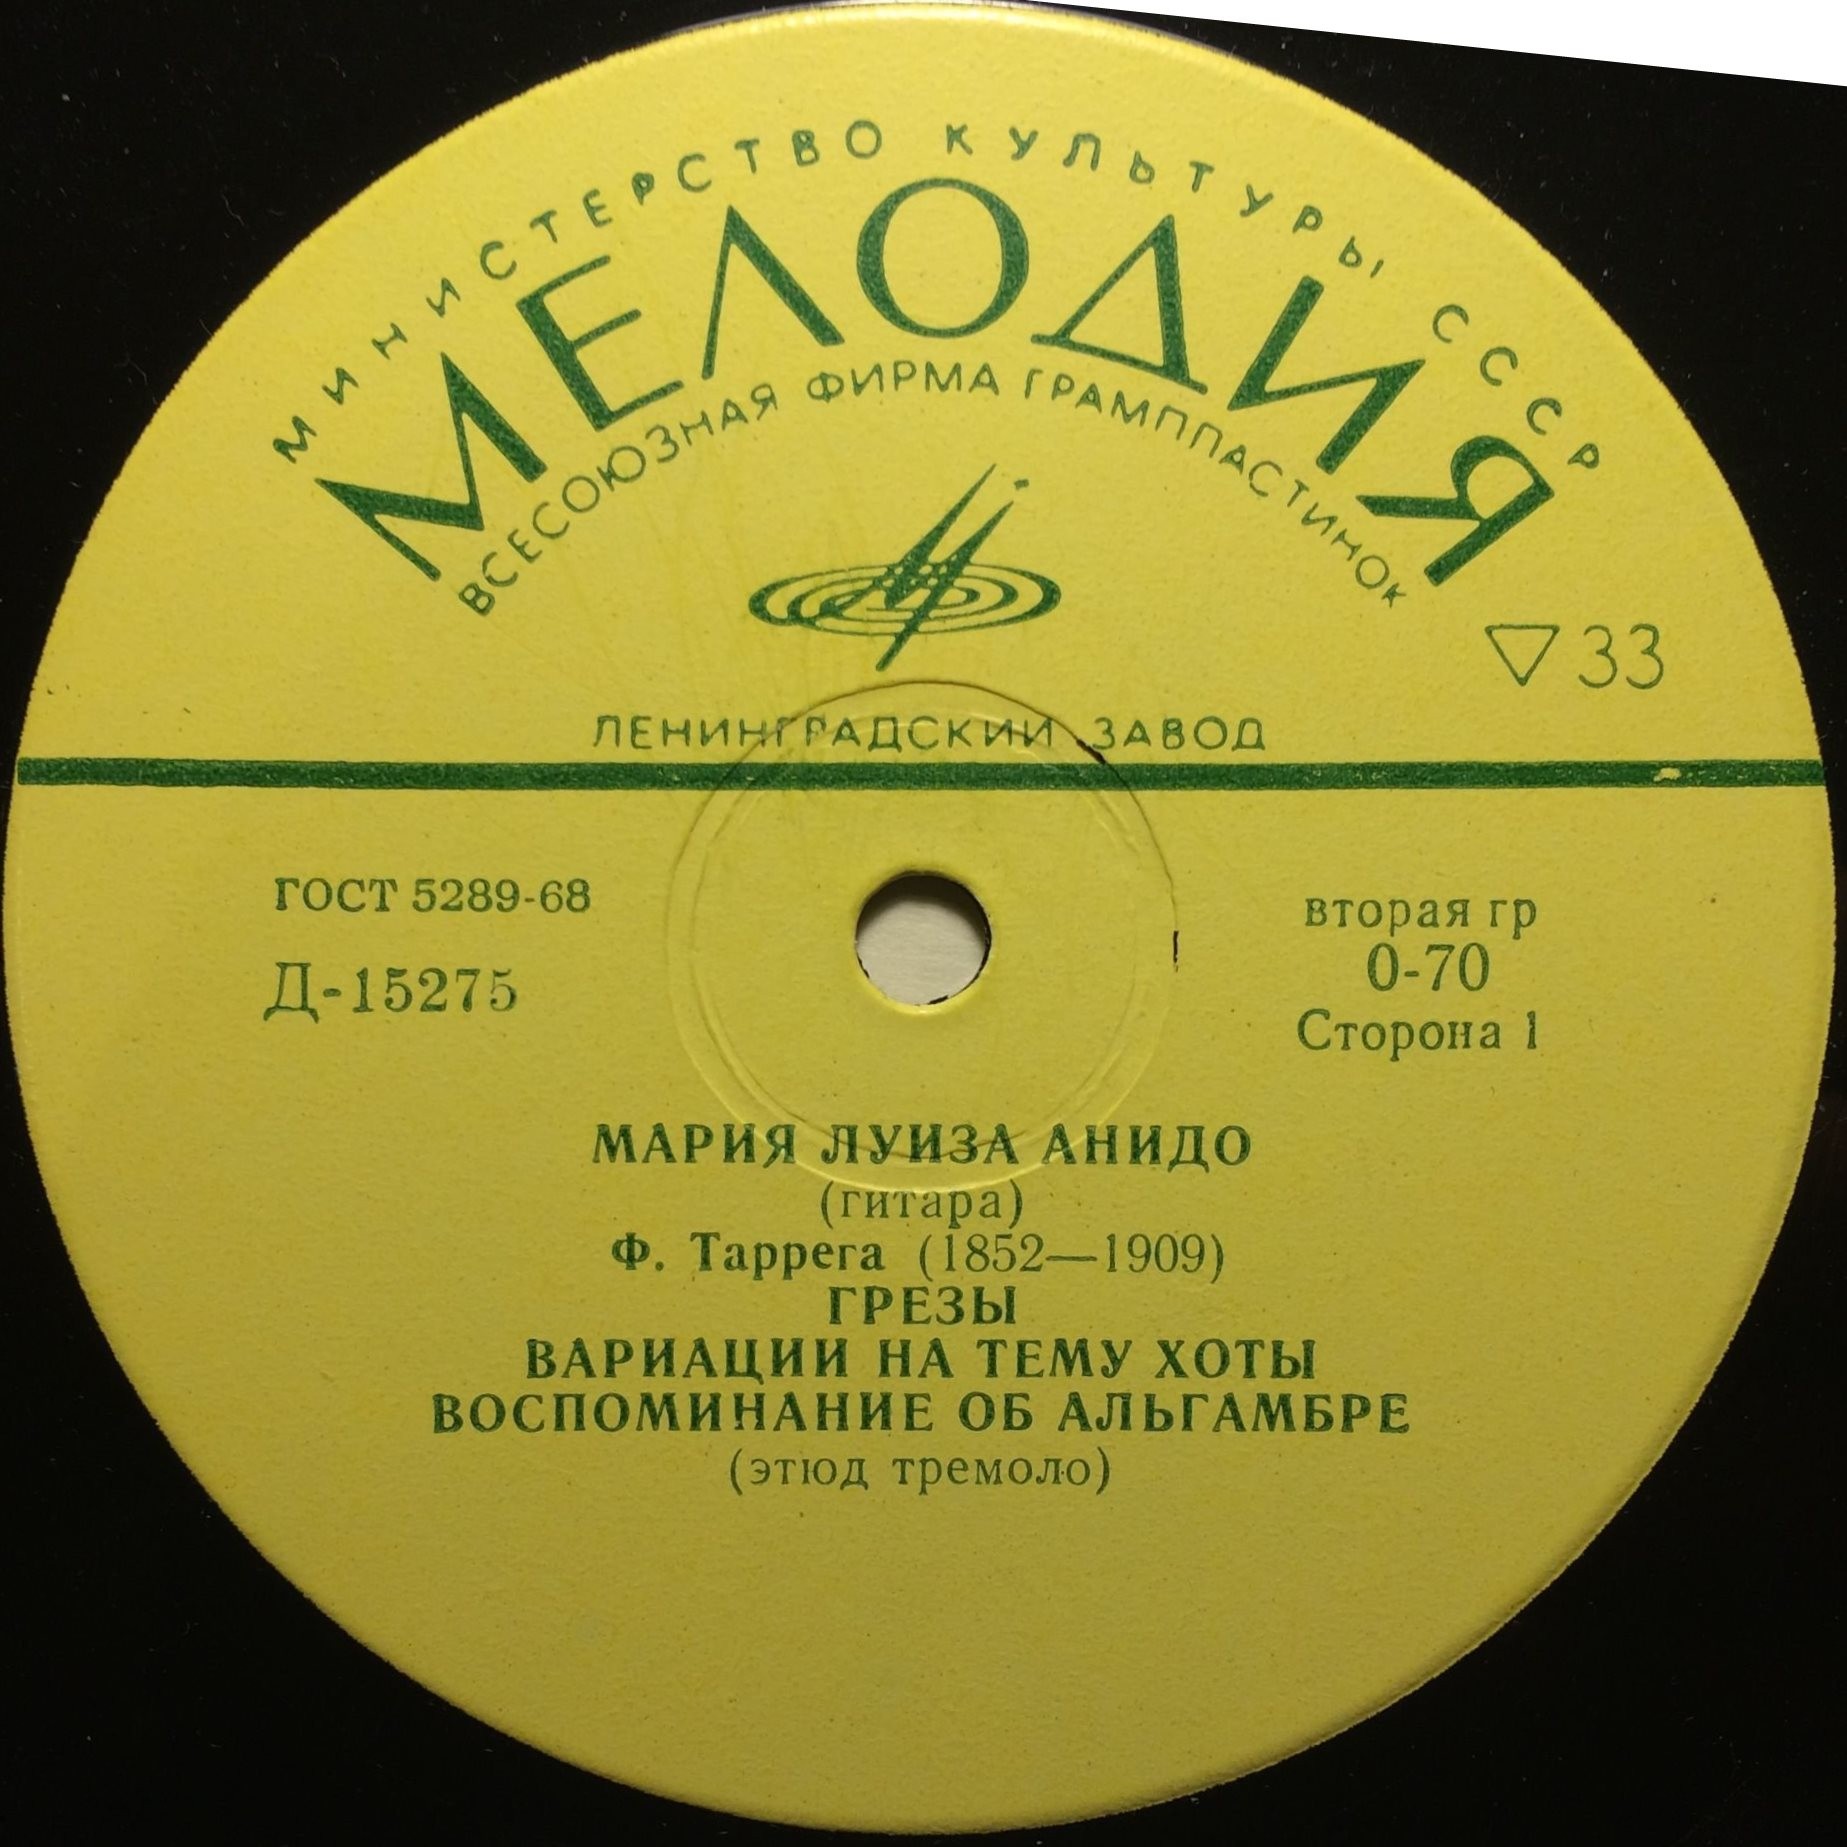 МИНИСТЕРСТВО КУЛЬТУРЫ СССР
МЕЛОДИЯ
ВСЕСОЮЗНАЯ ФИРМА ГРАМПЛАСТИНОК
33
ЛЕНИНГРАДСКИЙ ЗАВОД
ГОСТ 5289-68
Д-15275
вторая гр
0-70
Сторона 1
МАРИЯ ЛУИЗА АНИДО
(гитара)
Ф. Таррега (1852—1909)
ГРЕЗЫ
ВАРИАЦИИ НА ТЕМУ ХОТЫ
ВОСПОМИНАНИЕ ОБ АЛЬГАМБРЕ
(этюд тремоло)